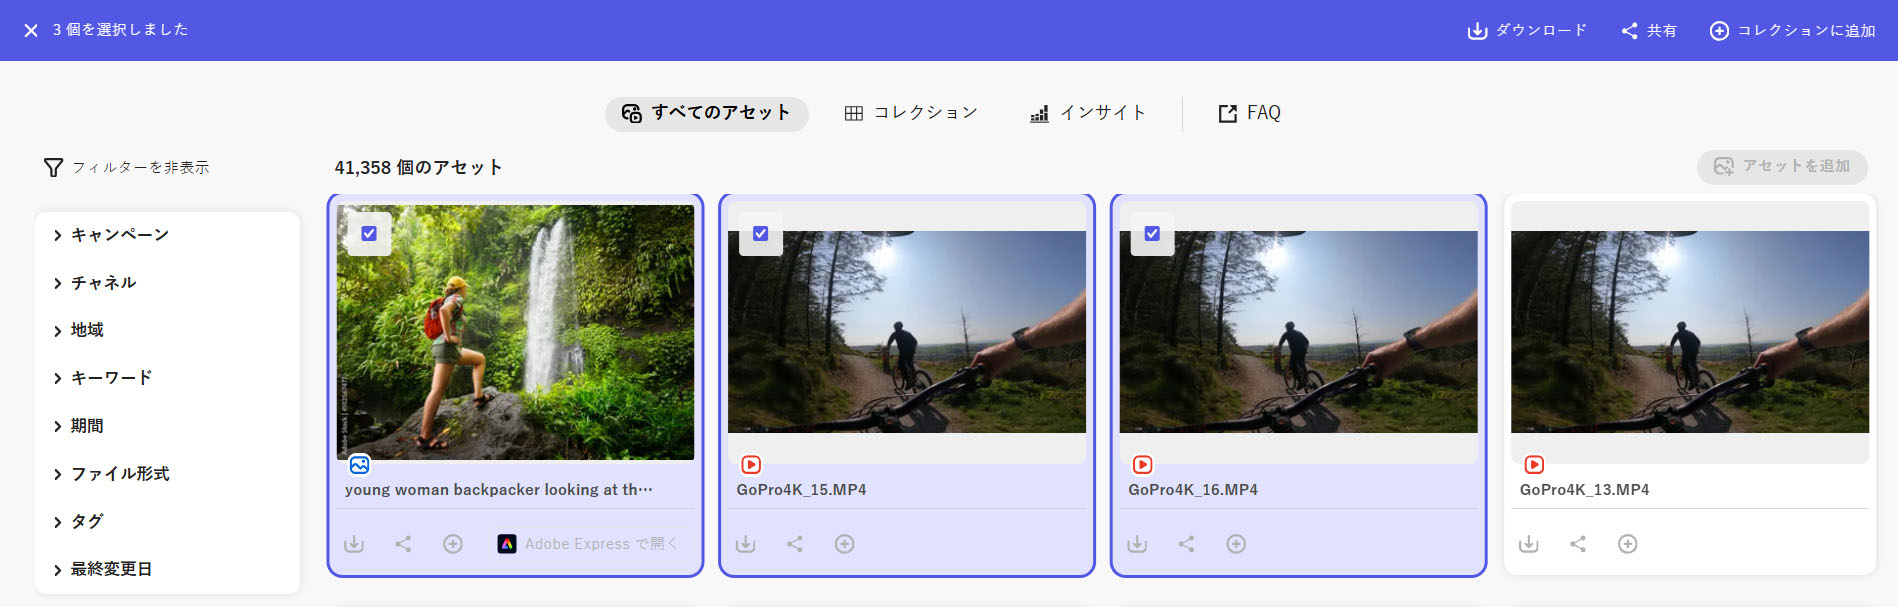 3 個を選択しました
ダウンロード
共有
コレクションに追加
すべてのアセット
コレクション
インサイト
FAQ
フィルターを非表示
41,358 個のアセット
アセットを追加
キャンペーン
チャネル
地域
キーワード
期間
ファイル形式
タグ
最終変更日
young woman backpacker looking at th…
Adobe Express で開く
GoPro4K_15.MP4
GoPro4K_16.MP4
GoPro4K_13.MP4